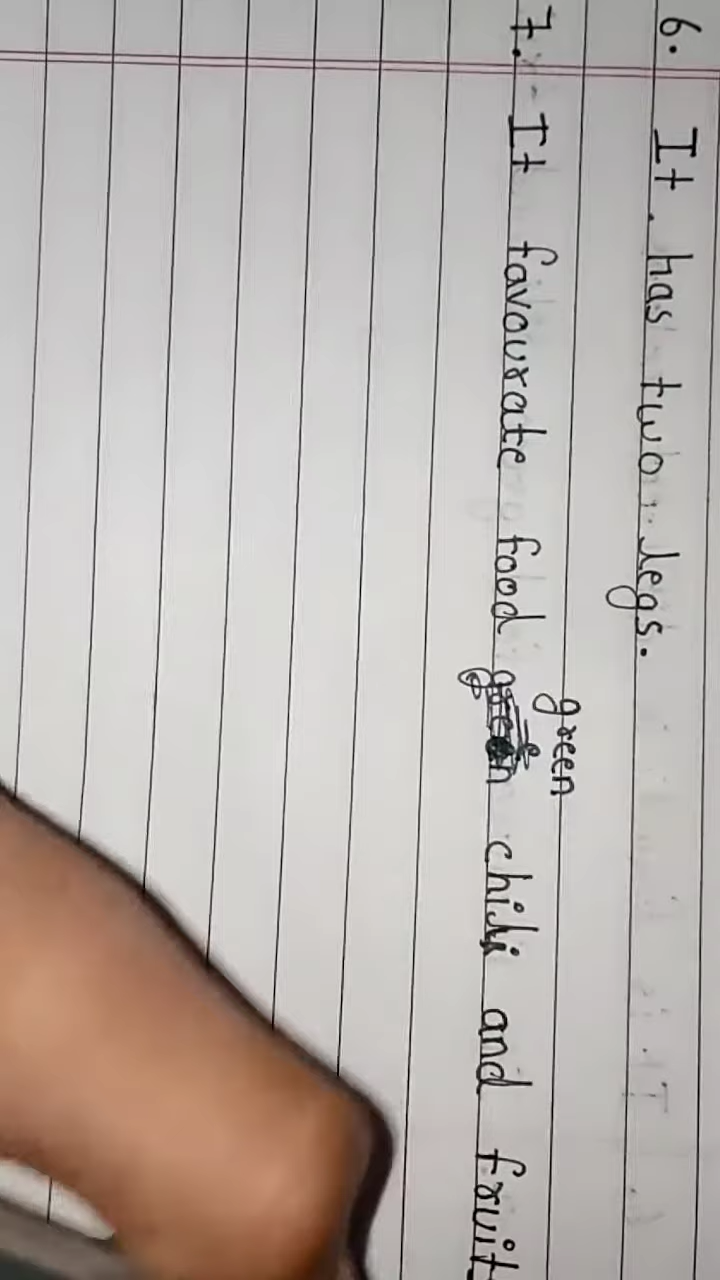 6. It has two legs.
green
7. It favourate food chili and fruit